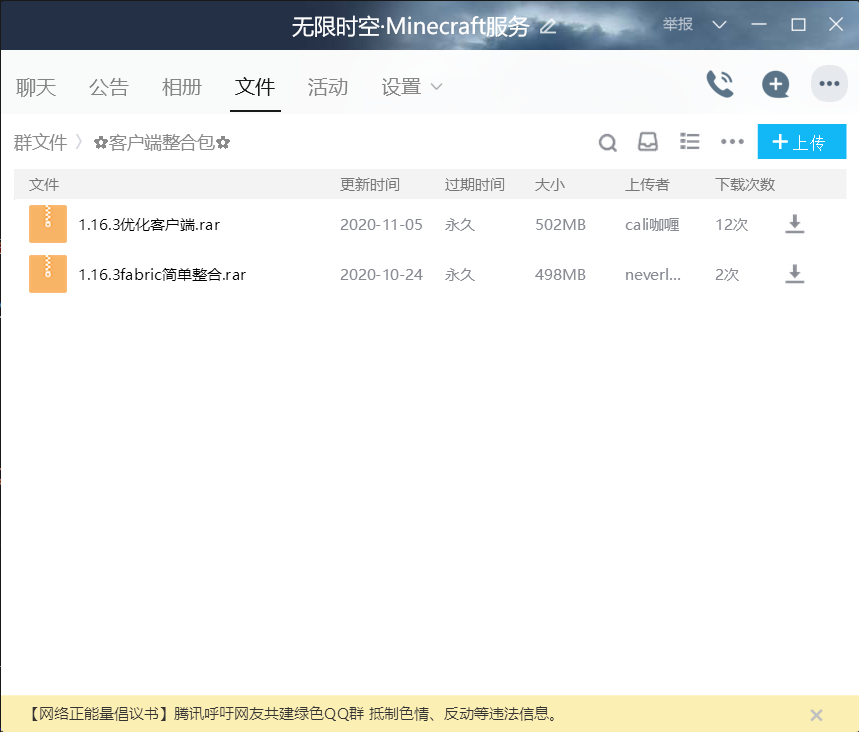 无限时空·Minecraft服务 举报
聊天 公告 相册 文件 活动 设置
群文件 〉 ✿客户端整合包✿ 上传
文件 更新时间 过期时间 大小 上传者 下载次数
1.16.3优化客户端.rar 2020-11-05 永久 502MB cali咖喱 12次
1.16.3fabric简单整合.rar 2020-10-24 永久 498MB neverl... 2次
【网络正能量倡议书】腾讯呼吁网友共建绿色QQ群 抵制色情、反动等违法信息。